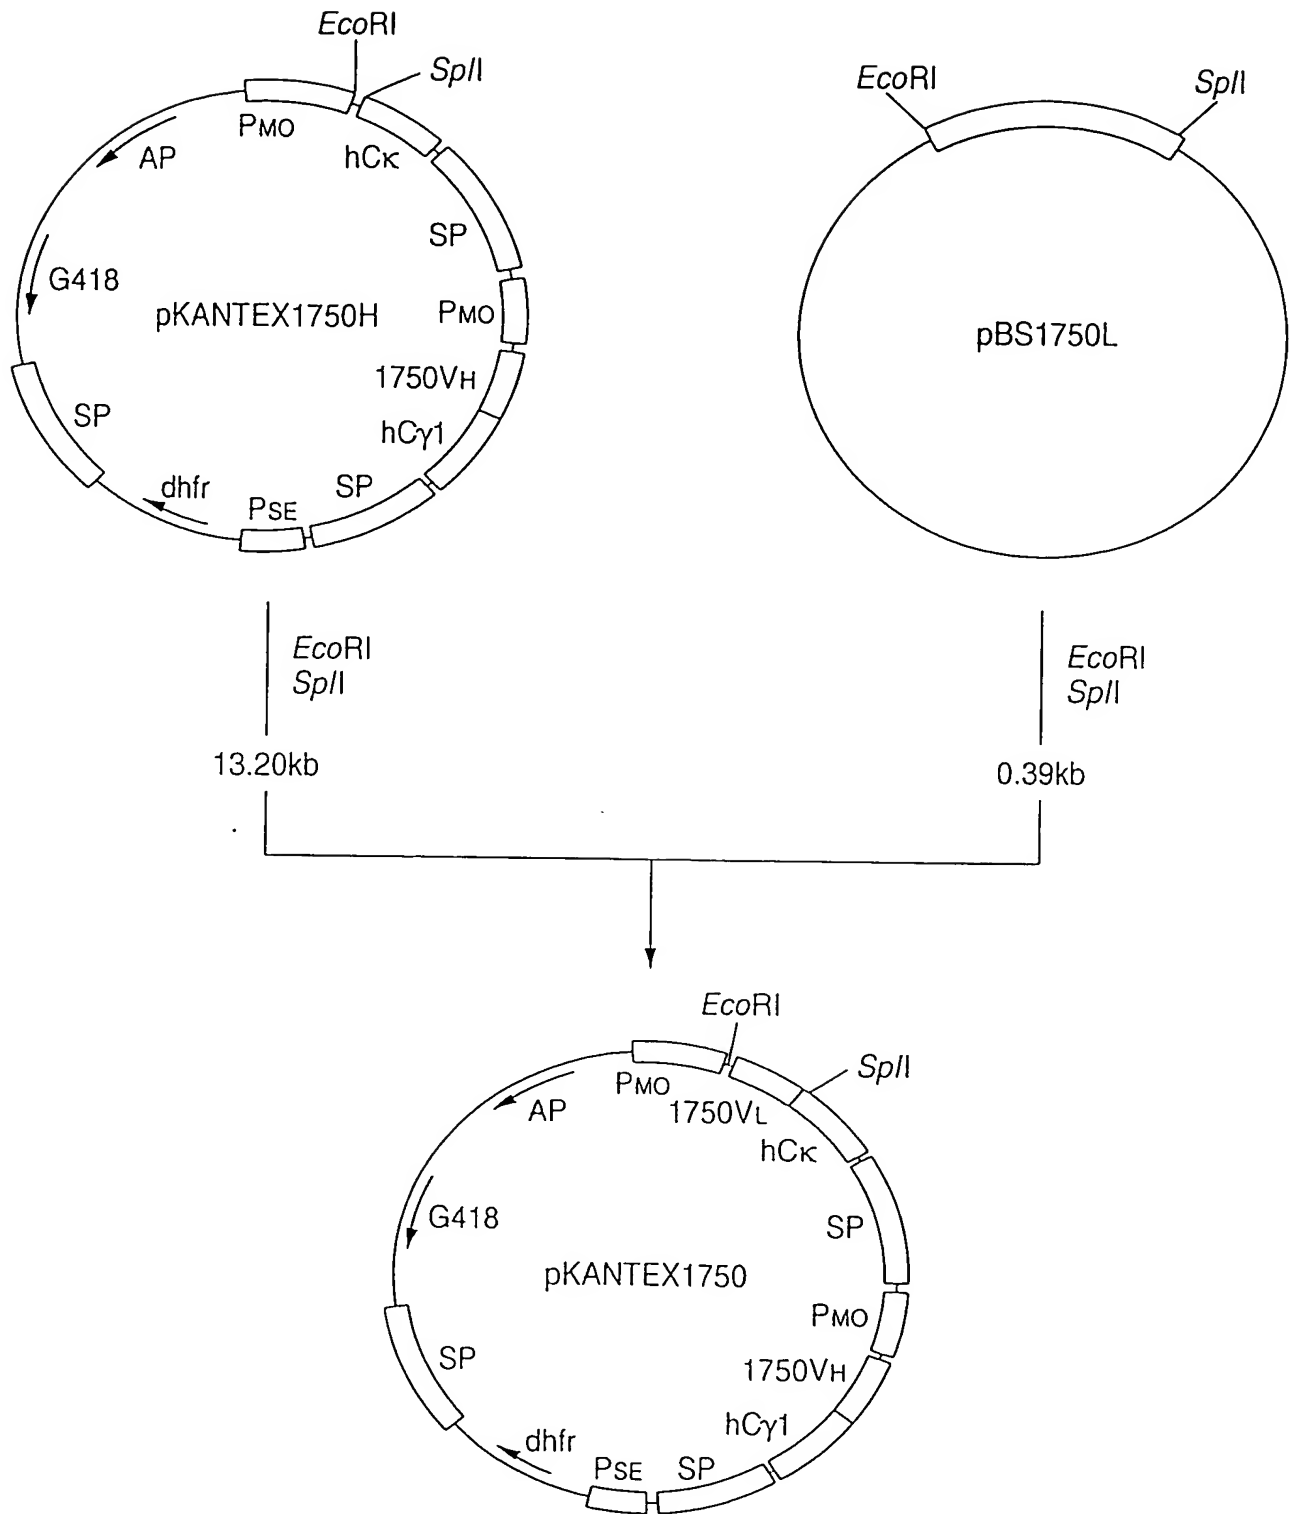 EcoRI
SplI
PMO
hCκ
AP
SP
G418
pKANTEX1750H
PMO
1750VH
hCγ1
SP
SP
dhfr
PSE
EcoRI
SplI
pBS1750L
EcoRI
SplI
13.20kb
EcoRI
SplI
0.39kb
EcoRI
SplI
PMO
1750VL
hCκ
AP
G418
SP
pKANTEX1750
PMO
1750VH
hCγ1
SP
SP
dhfr
PSE